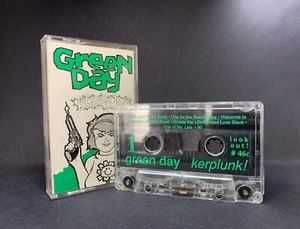 Green
Day
One for the Razorbacks • Welcome to
Private Ale • Dominated Love Slave •
One of My Lies • 80
1
look
out!
# 46c
green day
kerplunk!